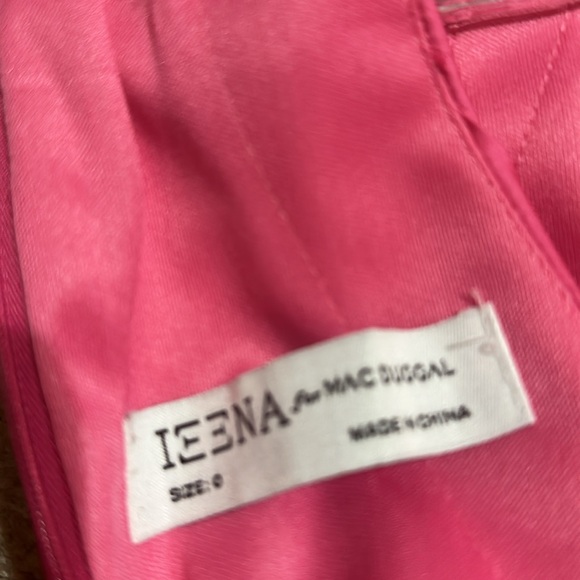 IEENA for MAC DUGGAL
MADE IN CHINA
SIZE: 0